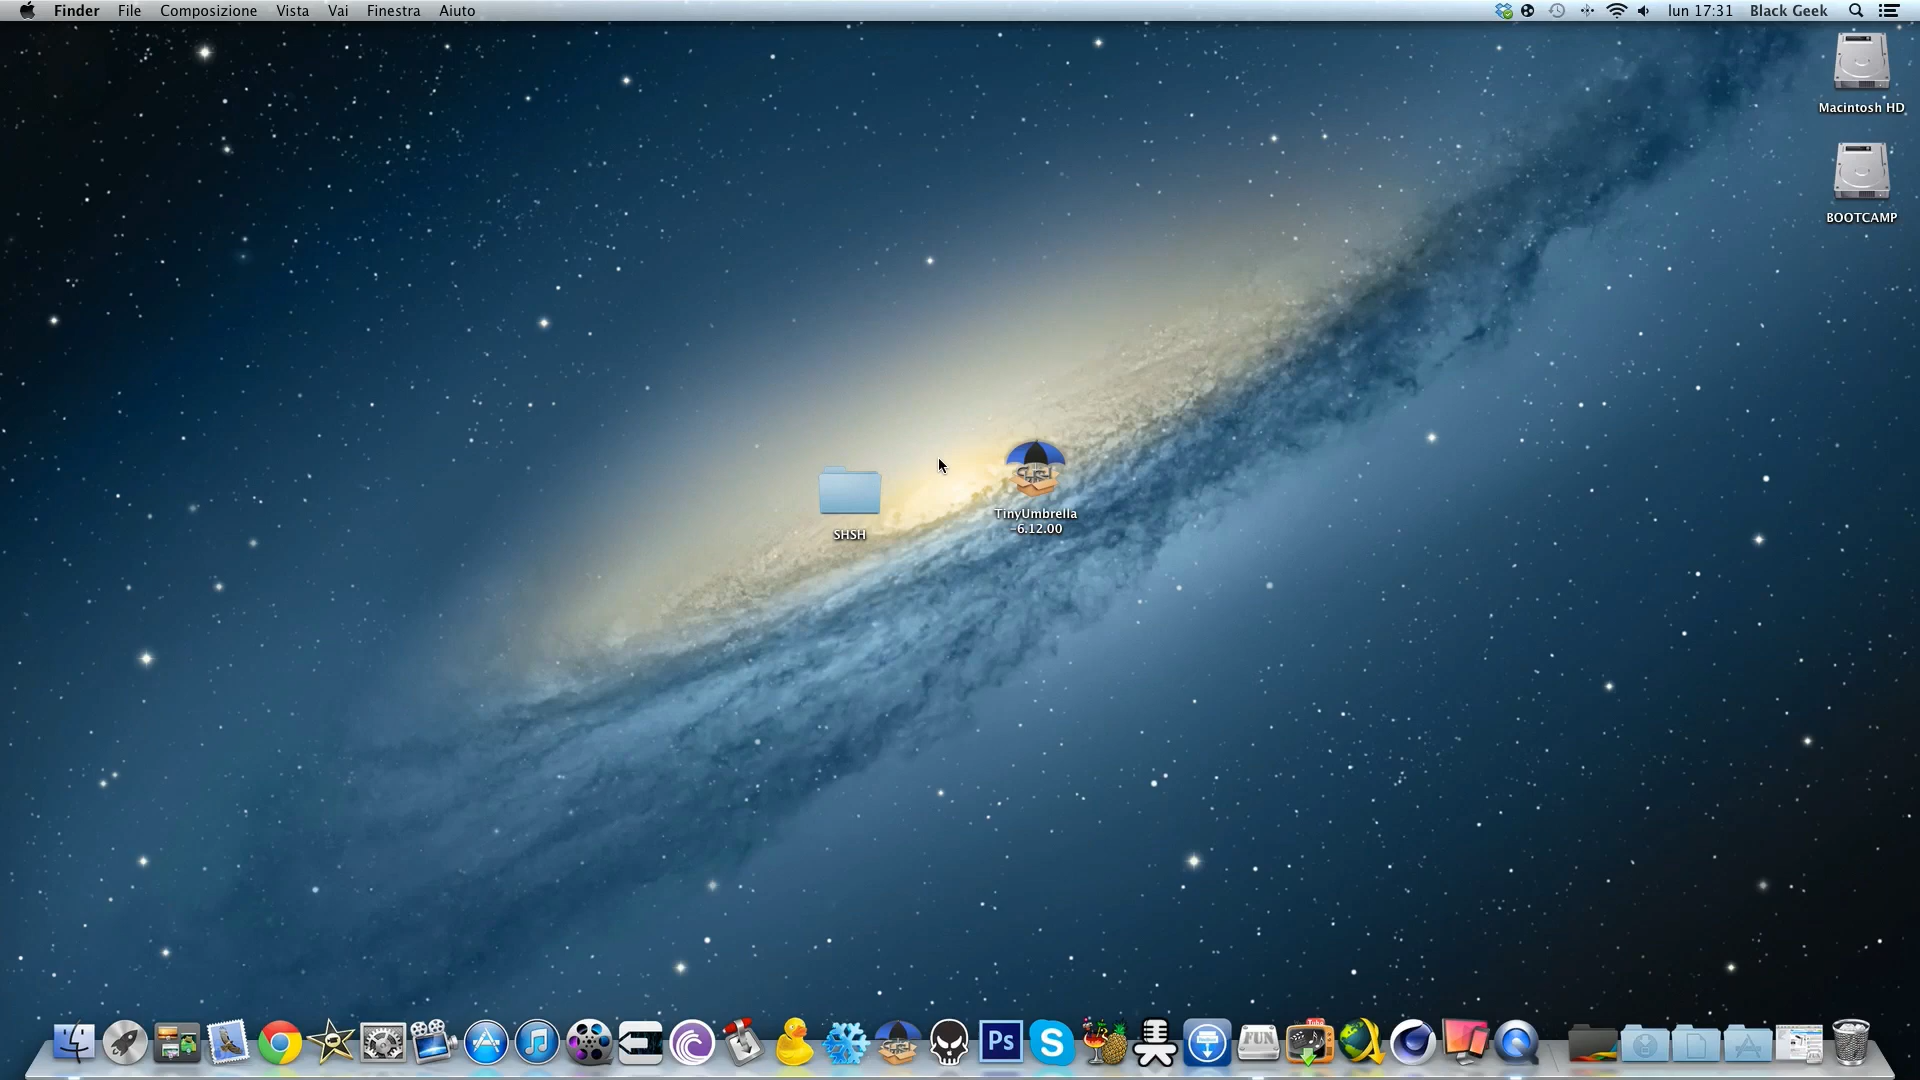 Finder File Composizione Vista Vai Finestra Aiuto lun 17:31 Black Geek
Macintosh HD
BOOTCAMP
SHSH
TinyUmbrella
-6.12.00
Ps
FUN